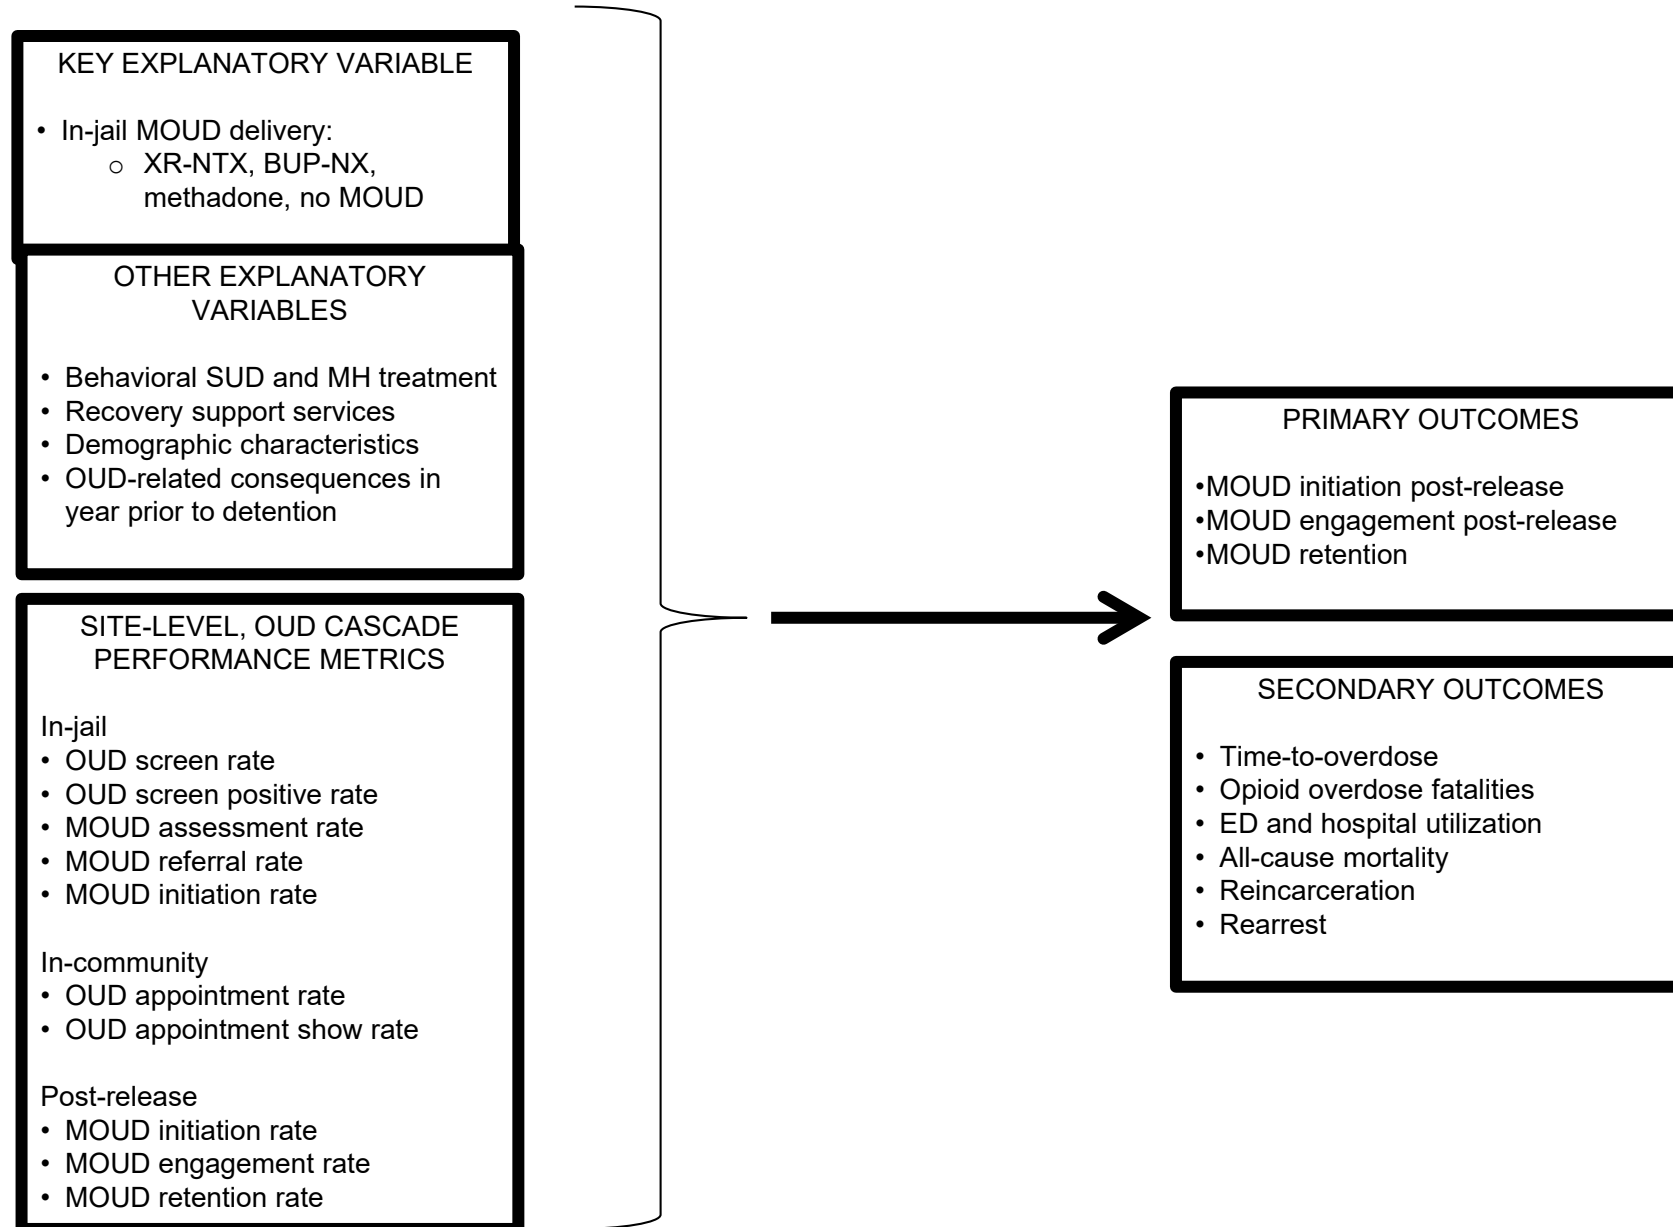 KEY EXPLANATORY VARIABLE
• In-jail MOUD delivery:
○ XR-NTX, BUP-NX,
methadone, no MOUD
OTHER EXPLANATORY
VARIABLES
• Behavioral SUD and MH treatment
• Recovery support services
• Demographic characteristics
• OUD-related consequences in
year prior to detention
SITE-LEVEL, OUD CASCADE
PERFORMANCE METRICS
In-jail
• OUD screen rate
• OUD screen positive rate
• MOUD assessment rate
• MOUD referral rate
• MOUD initiation rate
In-community
• OUD appointment rate
• OUD appointment show rate
Post-release
• MOUD initiation rate
• MOUD engagement rate
• MOUD retention rate
PRIMARY OUTCOMES
•MOUD initiation post-release
•MOUD engagement post-release
•MOUD retention
SECONDARY OUTCOMES
• Time-to-overdose
• Opioid overdose fatalities
• ED and hospital utilization
• All-cause mortality
• Reincarceration
• Rearrest